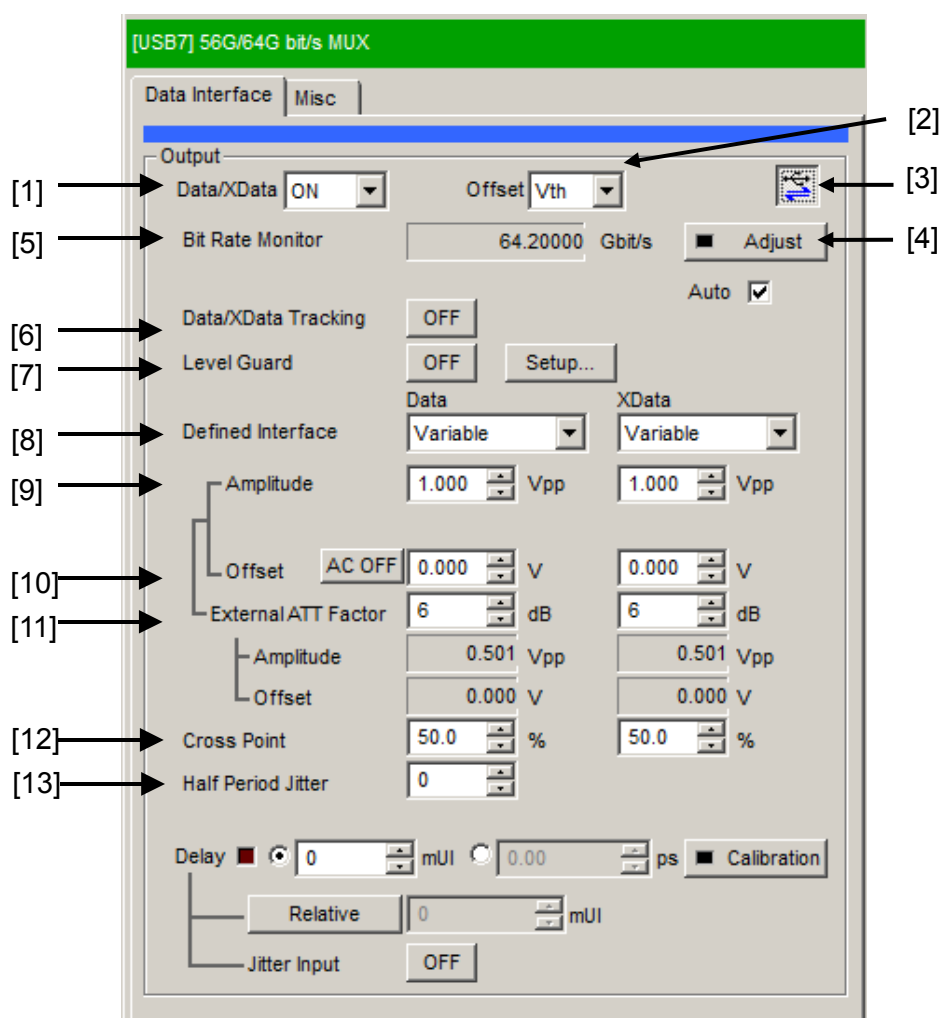 [USB7] 56G/64G bit/s MUX
Data Interface Misc
[2]
Output
[1] Data/XData ON Offset Vth [3]
[5] Bit Rate Monitor 64.20000 Gbit/s Adjust [4]
Auto
[6] Data/XData Tracking OFF
[7] Level Guard OFF Setup...
Data XData
[8] Defined Interface Variable Variable
[9] Amplitude 1.000 Vpp 1.000 Vpp
[10] Offset AC OFF 0.000 V 0.000 V
[11] External ATT Factor 6 dB 6 dB
Amplitude 0.501 Vpp 0.501 Vpp
Offset 0.000 V 0.000 V
[12] Cross Point 50.0 % 50.0 %
[13] Half Period Jitter 0
Delay 0 mUI 0.00 ps Calibration
Relative 0 mUI
Jitter Input OFF